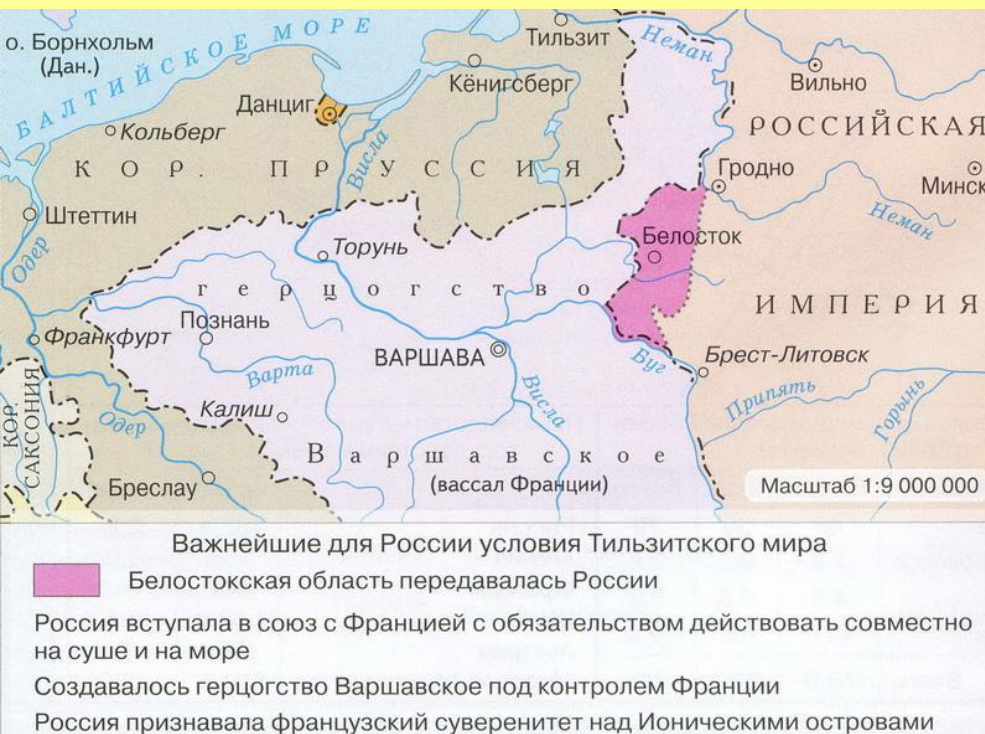 о. Борнхольм
(Дан.)
БАЛТИЙСКОЕ МОРЕ
Тильзит
Неман
Кёнигсберг
Вильно
Данциг
Кольберг
РОССИЙСКАЯ
КОР. ПРУССИЯ
Висла
Гродно
Минск
Штеттин
Неман
Одер
Торунь
Белосток
герцогство
ИМПЕРИЯ
Познань
Франкфурт
ВАРШАВА
Буг
Брест-Литовск
Варта
Висла
Припять
Горынь
КОР.
САКСОНИЯ
Калиш
Одер
Варшавское
(вассал Франции)
Бреслау
Масштаб 1:9 000 000
Важнейшие для России условия Тильзитского мира
Белостокская область передавалась России
Россия вступала в союз с Францией с обязательством действовать совместно
на суше и на море
Создавалось герцогство Варшавское под контролем Франции
Россия признавала французский суверенитет над Ионическими островами